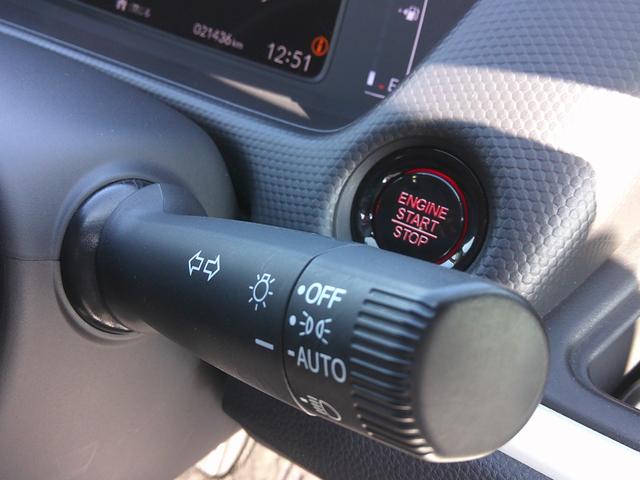 021436km
12:51
E
ENGINE
START
STOP
OFF
AUTO